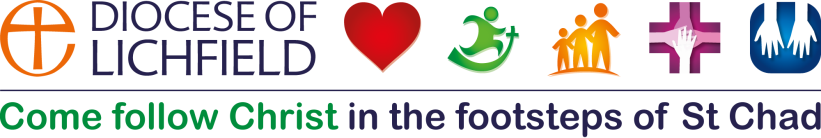 DIOCESE OF
LICHFIELD
Come follow Christ in the footsteps of St Chad